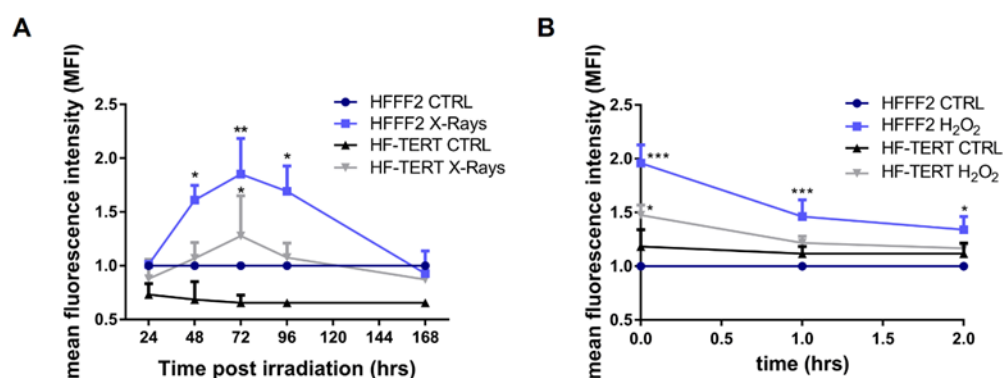 A
mean fluorescence intensity (MFI)
2.5
2.0
1.5
1.0
0.5
24 48 72 96 120 144 168
Time post irradiation (hrs)
HFFF2 CTRL
HFFF2 X-Rays
HF-TERT CTRL
HF-TERT X-Rays
*
**
*
*
B
mean fluorescence intensity (MFI)
2.5
2.0
1.5
1.0
0.5
0.0 0.5 1.0 1.5 2.0
time (hrs)
HFFF2 CTRL
HFFF2 H₂O₂
HF-TERT CTRL
HF-TERT H₂O₂
***
***
*
*